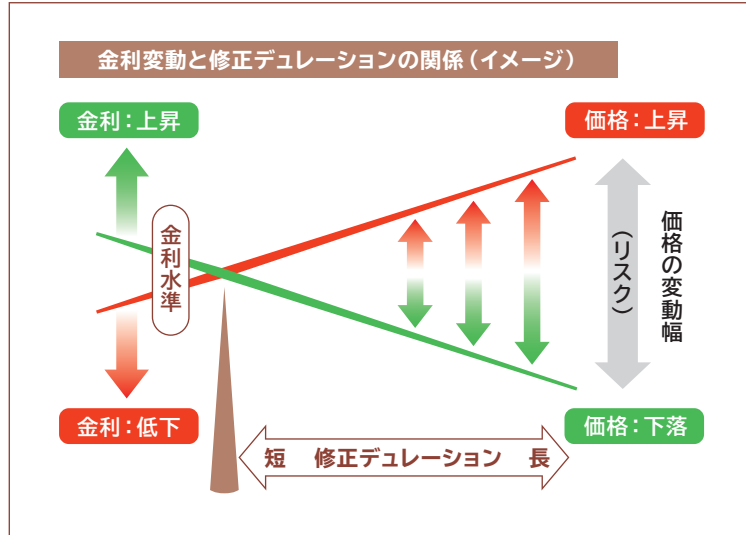 金利変動と修正デュレーションの関係（イメージ）
金利：上昇
価格：上昇
金利水準
価格の変動幅
（リスク）
金利：低下
価格：下落
短 修正デュレーション 長